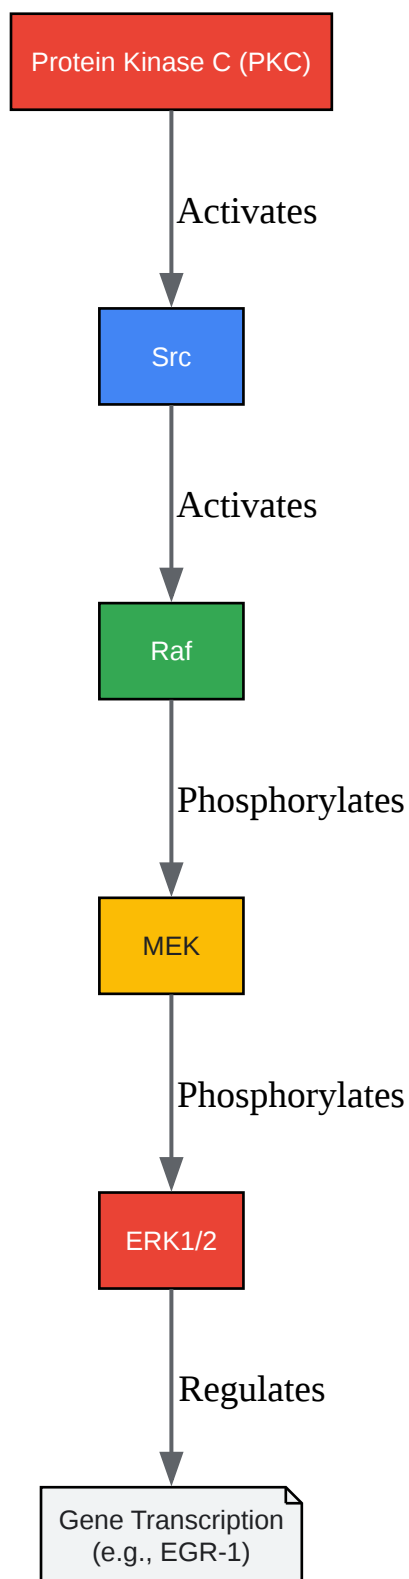 Protein Kinase C (PKC)
Activates
Src
Activates
Raf
Phosphorylates
MEK
Phosphorylates
ERK1/2
Regulates
Gene Transcription
(e.g., EGR-1)